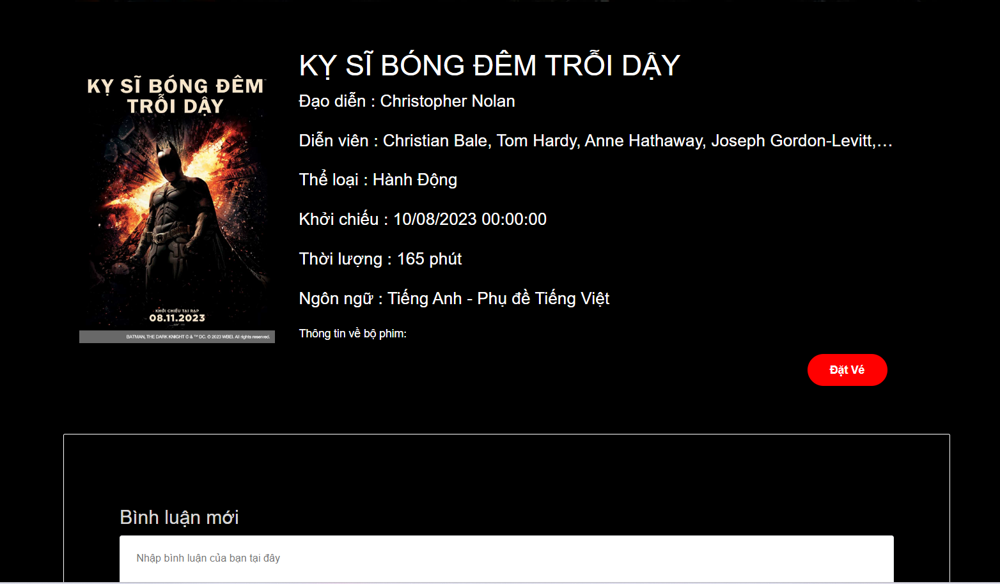 KỴ SĨ BÓNG ĐÊM
TRỖI DẬY
KHỞI CHIẾU TẠI RẠP
08.11.2023
BATMAN, THE DARK KNIGHT © & ™ DC. © 2023 WBEI. All rights reserved.
KỴ SĨ BÓNG ĐÊM TRỖI DẬY
Đạo diễn : Christopher Nolan
Diễn viên : Christian Bale, Tom Hardy, Anne Hathaway, Joseph Gordon-Levitt,…
Thể loại : Hành Động
Khởi chiếu : 10/08/2023 00:00:00
Thời lượng : 165 phút
Ngôn ngữ : Tiếng Anh - Phụ đề Tiếng Việt
Thông tin về bộ phim:
Đặt Vé
Bình luận mới
Nhập bình luận của bạn tại đây